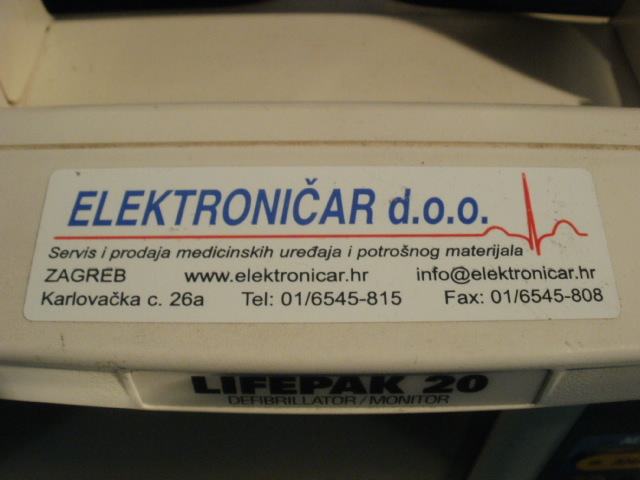 ELEKTRONIČAR d.o.o.
Servis i prodaja medicinskih uređaja i potrošnog materijala
ZAGREB www.elektronicar.hr info@elektronicar.hr
Karlovačka c. 26a Tel: 01/6545-815 Fax: 01/6545-808
LIFEPAK 20
DEFIBRILLATOR/MONITOR